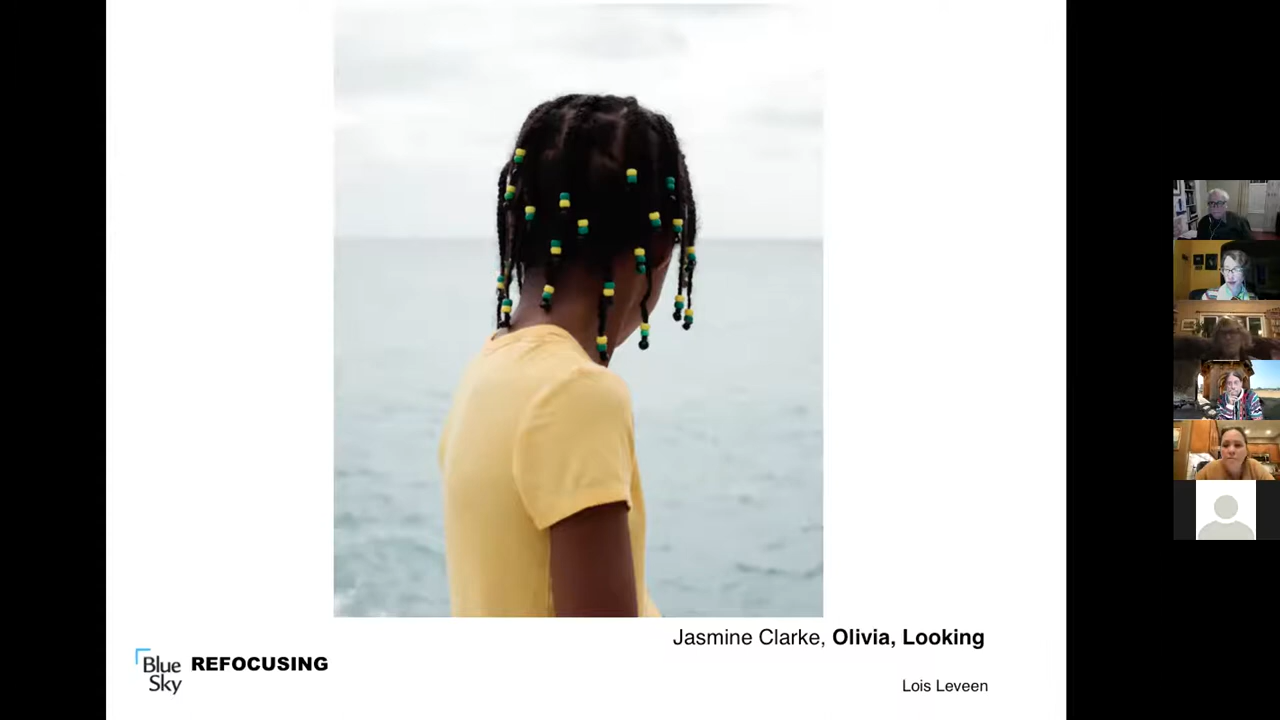 Jasmine Clarke, Olivia, Looking
Blue
Sky
REFOCUSING
Lois Leveen